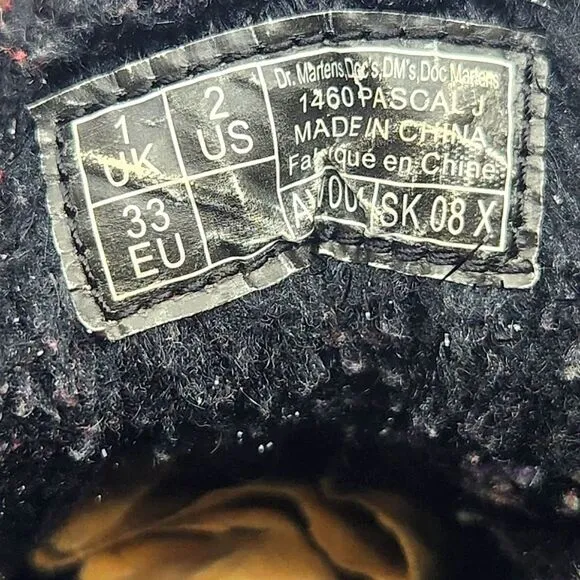 1 UK
2 US
33 EU
Dr. Martens,Doc's,DM's,Doc Martens
1460 PASCAL J
MADE IN CHINA
Fabriqué en Chine
SK 08 X